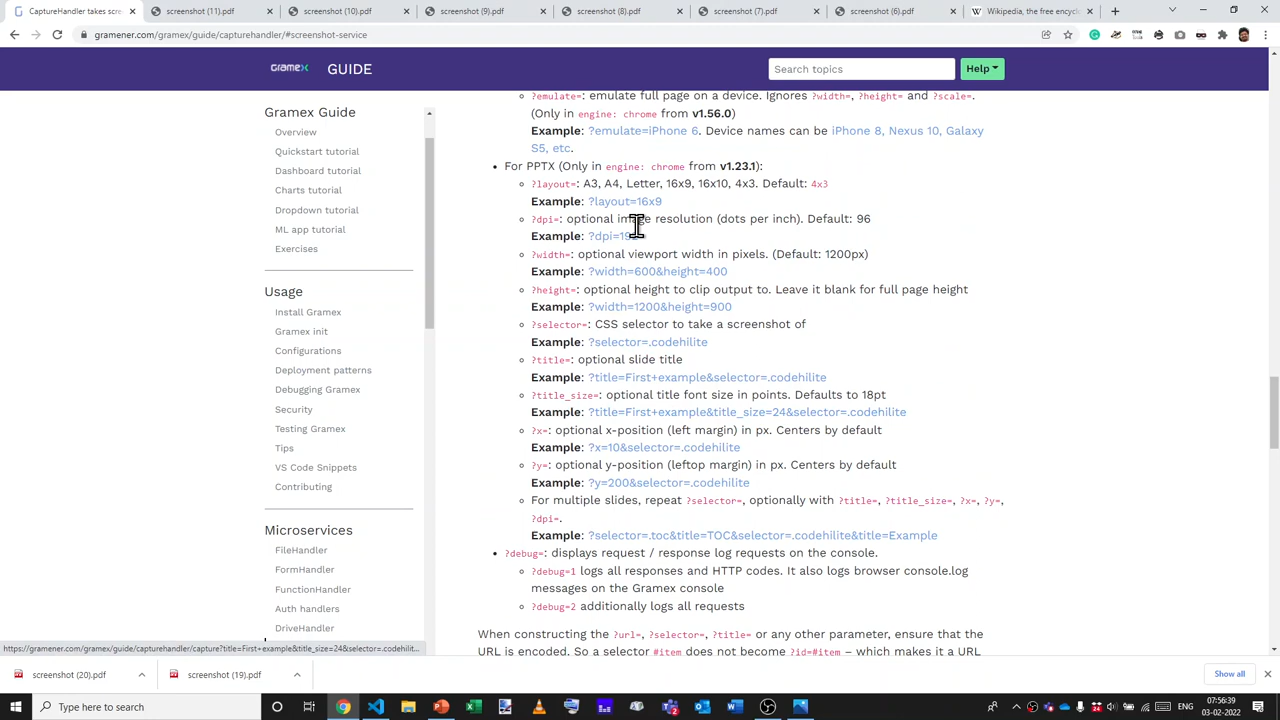 CaptureHandler takes scre
screenshot (11).pdf
screenshot (10).pdf
screenshot (9).pdf
screenshot (8).pdf
screenshot (7).pdf
screenshot (6).pdf
Wikipedia, the free encyclo
gramener.com/gramex/guide/capturehandler/#screenshot-service
GRAMEX GUIDE
Search topics
Help
Gramex Guide
Overview
Quickstart tutorial
Dashboard tutorial
Charts tutorial
Dropdown tutorial
ML app tutorial
Exercises
Usage
Install Gramex
Gramex init
Configurations
Deployment patterns
Debugging Gramex
Security
Testing Gramex
Tips
VS Code Snippets
Contributing
Microservices
FileHandler
FormHandler
FunctionHandler
Auth handlers
DriveHandler
?emulate=: emulate full page on a device. Ignores ?width=, ?height= and ?scale=.
(Only in engine: chrome from v1.56.0)
Example: ?emulate=iPhone 6. Device names can be iPhone 8, Nexus 10, Galaxy
S5, etc.
For PPTX (Only in engine: chrome from v1.23.1):
?layout=: A3, A4, Letter, 16x9, 16x10, 4x3. Default: 4x3
Example: ?layout=16x9
?dpi=: optional image resolution (dots per inch). Default: 96
Example: ?dpi=192
?width=: optional viewport width in pixels. (Default: 1200px)
Example: ?width=600&height=400
?height=: optional height to clip output to. Leave it blank for full page height
Example: ?width=1200&height=900
?selector=: CSS selector to take a screenshot of
Example: ?selector=.codehilite
?title=: optional slide title
Example: ?title=First+example&selector=.codehilite
?title_size=: optional title font size in points. Defaults to 18pt
Example: ?title=First+example&title_size=24&selector=.codehilite
?x=: optional x-position (left margin) in px. Centers by default
Example: ?x=10&selector=.codehilite
?y=: optional y-position (leftop margin) in px. Centers by default
Example: ?y=200&selector=.codehilite
For multiple slides, repeat ?selector=, optionally with ?title=, ?title_size=, ?x=, ?y=,
?dpi=.
Example: ?selector=.toc&title=TOC&selector=.codehilite&title=Example
?debug=: displays request / response log requests on the console.
?debug=1 logs all responses and HTTP codes. It also logs browser console.log
messages on the Gramex console
?debug=2 additionally logs all requests
When constructing the ?url=, ?selector=, ?title= or any other parameter, ensure that the
URL is encoded. So a selector #item does not become ?id=#item – which makes it a URL
https://gramener.com/gramex/guide/capturehandler/capture?title=First+example&title_size=24&selector=.codehilit...
screenshot (20).pdf
screenshot (19).pdf
Show all
Type here to search
ENG
07:56:39
03-02-2022